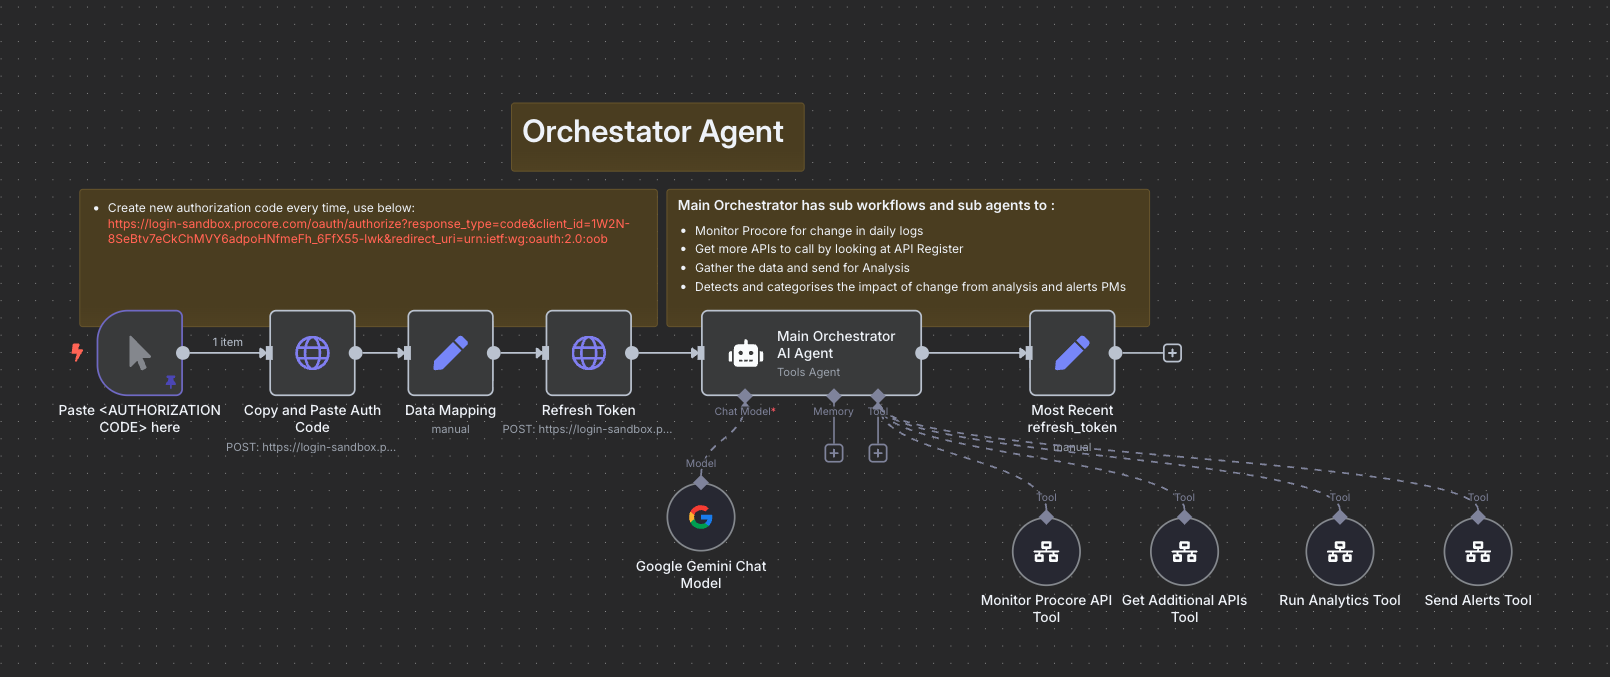 Orchestator Agent
Create new authorization code every time, use below:
https://login-sandbox.procore.com/oauth/authorize?response_type=code&client_id=1W2N-
8SeBtv7eCkChMVY6adpoHNfmeFh_6FfX55-lwk&redirect_uri=urn:ietf:wg:oauth:2.0:oob
Main Orchestrator has sub workflows and sub agents to :
Monitor Procore for change in daily logs
Get more APIs to call by looking at API Register
Gather the data and send for Analysis
Detects and categorises the impact of change from analysis and alerts PMs
1 item
Paste <AUTHORIZATION
CODE> here
Copy and Paste Auth
Code
POST: https://login-sandbox.p...
Data Mapping
manual
Refresh Token
POST: https://login-sandbox.p...
Main Orchestrator
AI Agent
Tools Agent
Chat Model*
Memory
Tool
Most Recent
refresh_token
manual
Model
Google Gemini Chat
Model
Tool
Monitor Procore API
Tool
Tool
Get Additional APIs
Tool
Tool
Run Analytics Tool
Tool
Send Alerts Tool